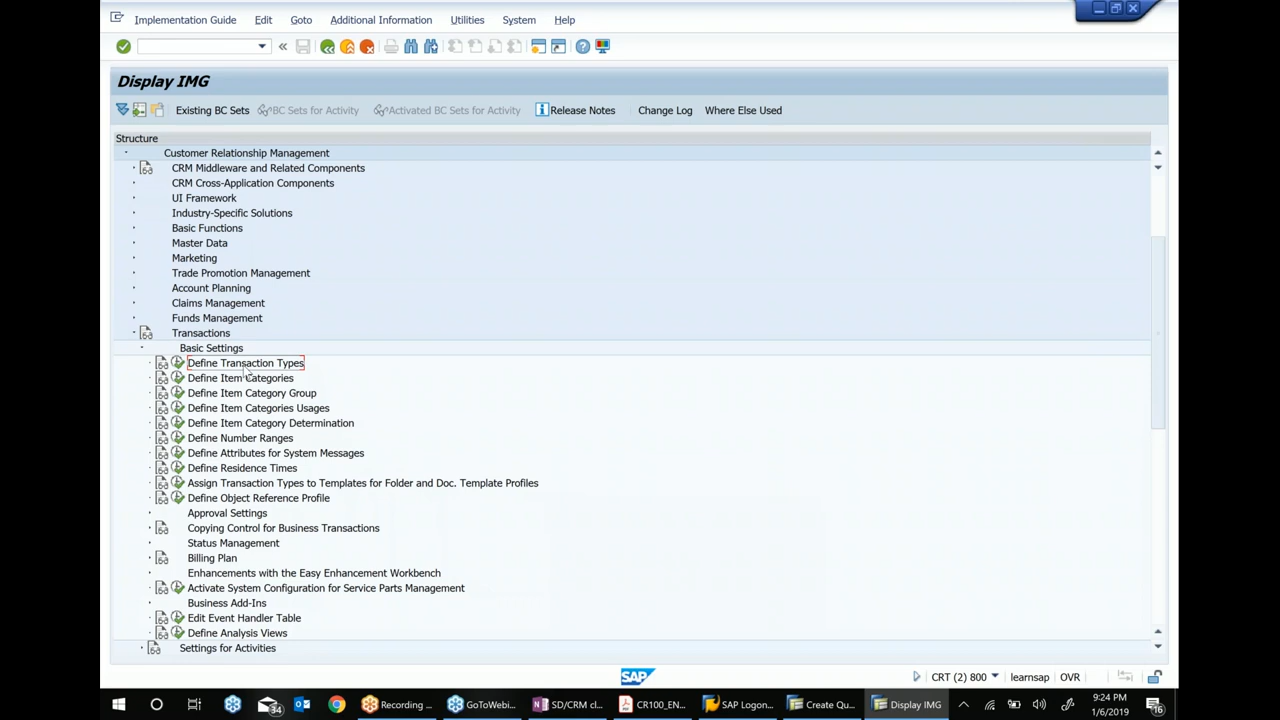 Implementation Guide Edit Goto Additional Information Utilities System Help
Display IMG
Existing BC Sets BC Sets for Activity Activated BC Sets for Activity Release Notes Change Log Where Else Used
Structure
Customer Relationship Management
CRM Middleware and Related Components
CRM Cross-Application Components
UI Framework
Industry-Specific Solutions
Basic Functions
Master Data
Marketing
Trade Promotion Management
Account Planning
Claims Management
Funds Management
Transactions
Basic Settings
Define Transaction Types
Define Item Categories
Define Item Category Group
Define Item Categories Usages
Define Item Category Determination
Define Number Ranges
Define Attributes for System Messages
Define Residence Times
Assign Transaction Types to Templates for Folder and Doc. Template Profiles
Define Object Reference Profile
Approval Settings
Copying Control for Business Transactions
Status Management
Billing Plan
Enhancements with the Easy Enhancement Workbench
Activate System Configuration for Service Parts Management
Business Add-Ins
Edit Event Handler Table
Define Analysis Views
Settings for Activities
SAP CRT (2) 800 learnsap OVR
34 Recording ... GoToWebi... SD/CRM cl... CR100_EN... SAP Logon... Create Qu... Display IMG 9:24 PM
1/6/2019 16